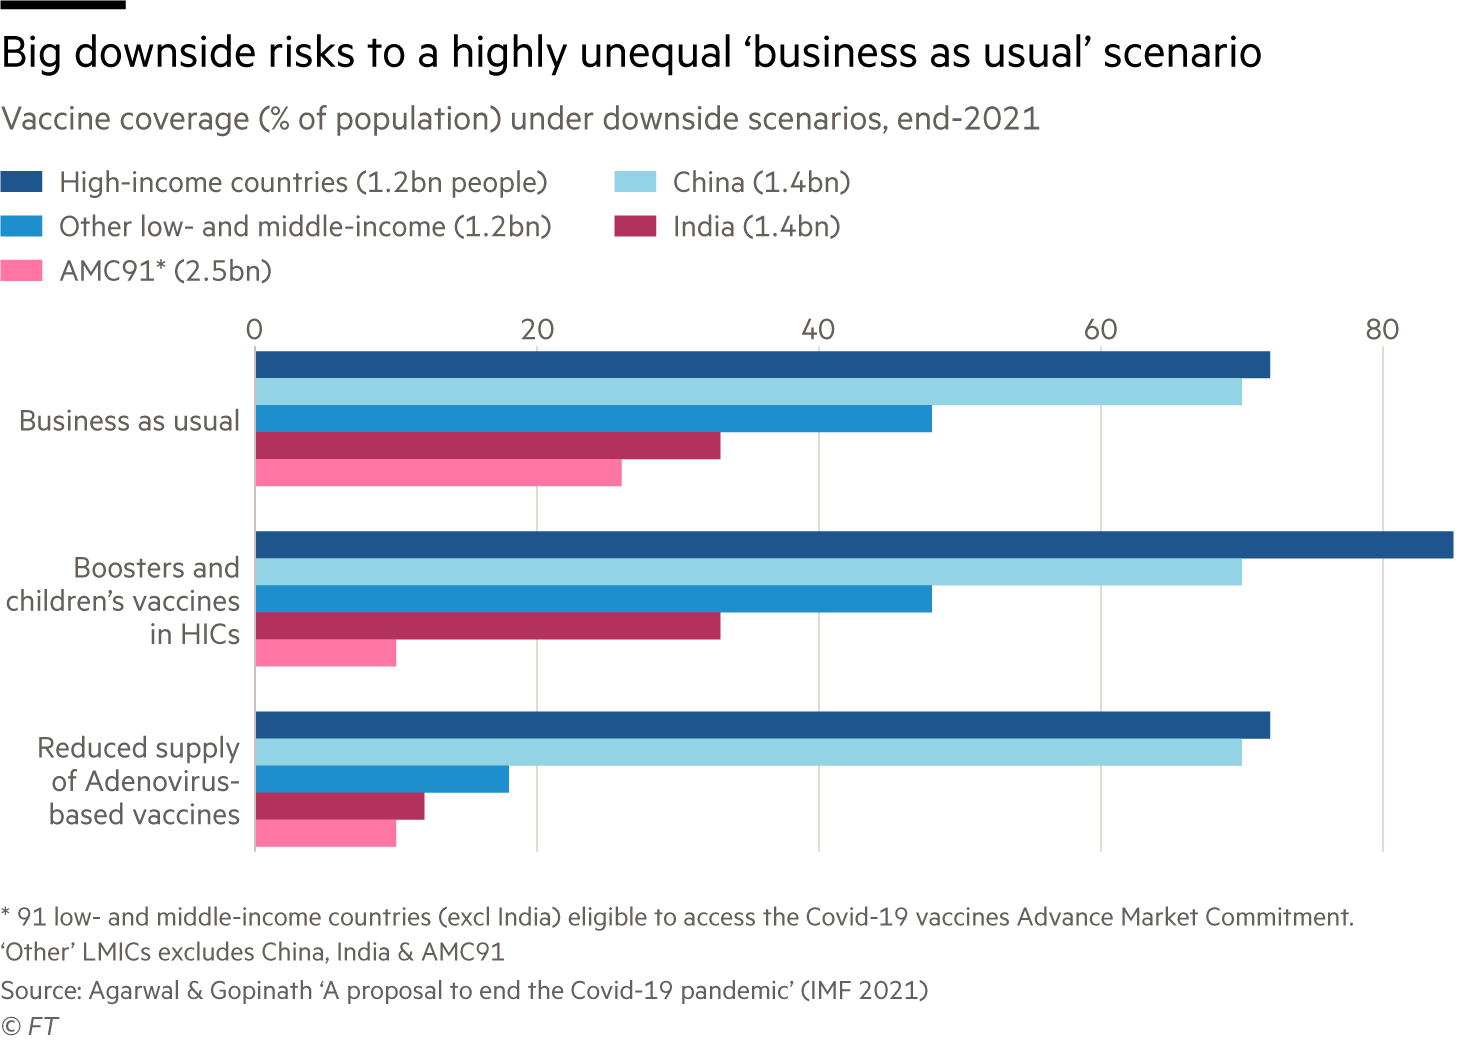 Big downside risks to a highly unequal ‘business as usual’ scenario
Vaccine coverage (% of population) under downside scenarios, end-2021
High-income countries (1.2bn people)
China (1.4bn)
Other low- and middle-income (1.2bn)
India (1.4bn)
AMC91* (2.5bn)
0 20 40 60 80
Business as usual
Boosters and
children’s vaccines
in HICs
Reduced supply
of Adenovirus-
based vaccines
* 91 low- and middle-income countries (excl India) eligible to access the Covid-19 vaccines Advance Market Commitment.
‘Other’ LMICs excludes China, India & AMC91
Source: Agarwal & Gopinath ‘A proposal to end the Covid-19 pandemic’ (IMF 2021)
© FT